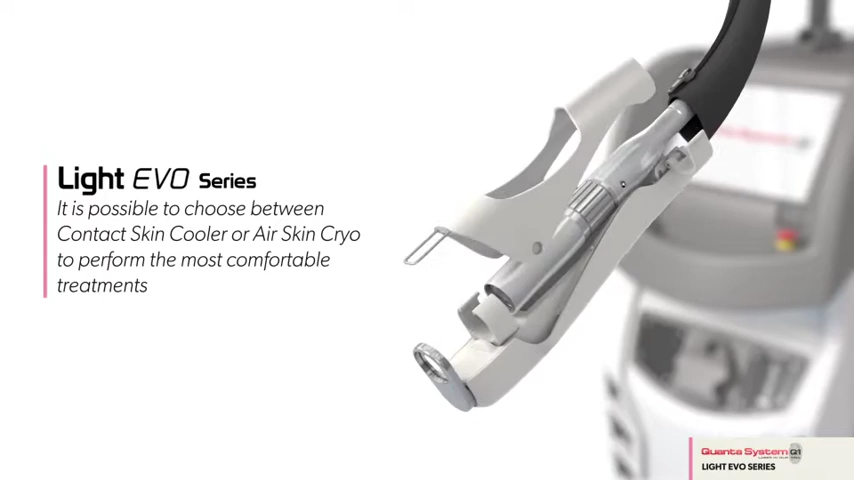 Light EVO Series
It is possible to choose between
Contact Skin Cooler or Air Skin Cryo
to perform the most comfortable
treatments
Quanta System
LIGHT EVO SERIES